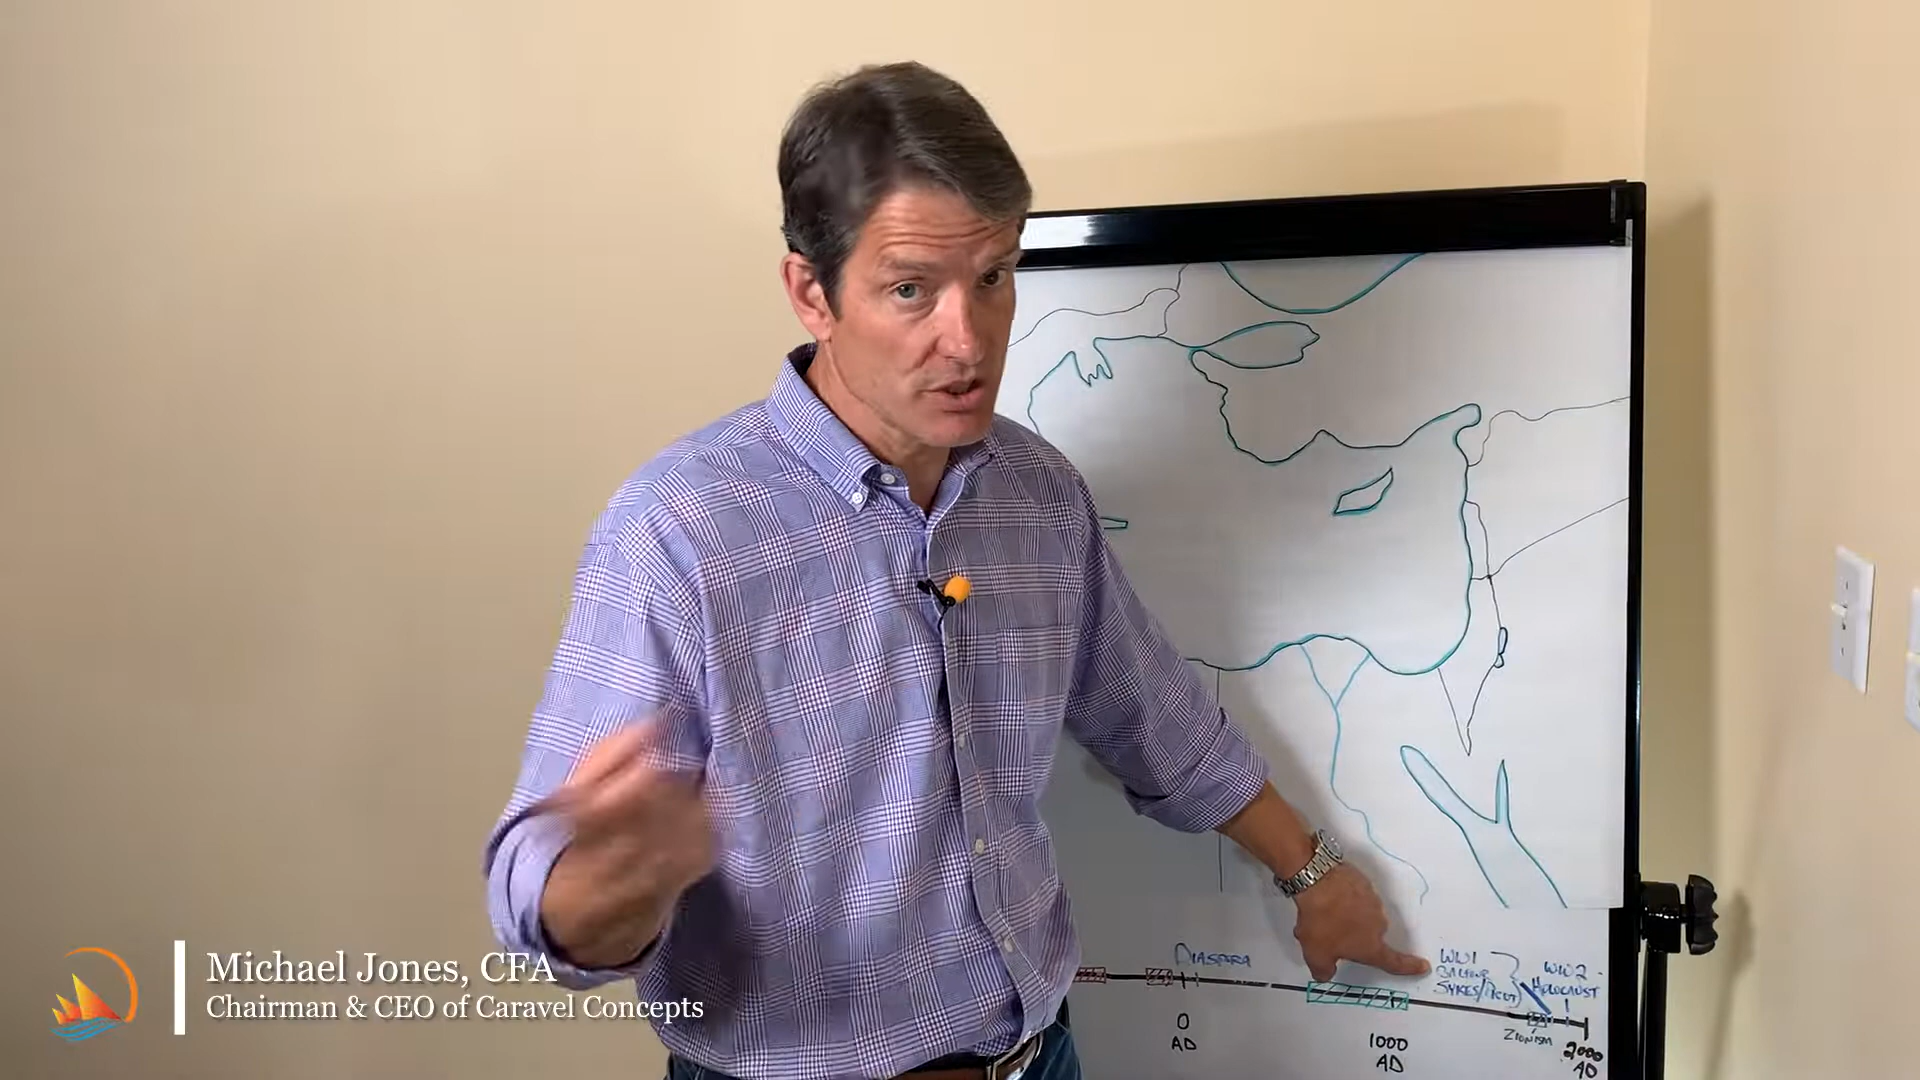 Michael Jones, CFA
Chairman & CEO of Caravel Concepts
DIASPORA
WW1
BALFOUR
SYKES/PICOT
WW2
HOLOCAUST
ZIONISM
0
AD
1000
AD
2000
AD